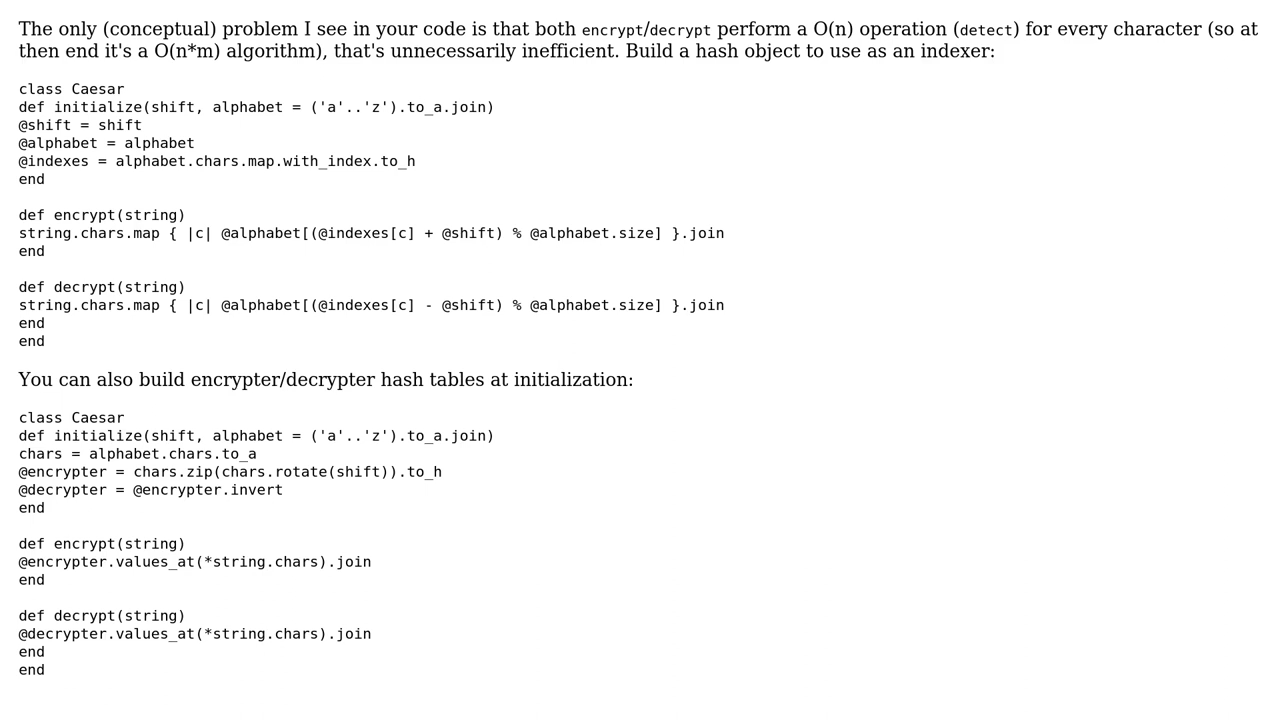 The only (conceptual) problem I see in your code is that both encrypt/decrypt perform a O(n) operation (detect) for every character (so at
then end it's a O(n*m) algorithm), that's unnecessarily inefficient. Build a hash object to use as an indexer:
class Caesar
def initialize(shift, alphabet = ('a'..'z').to_a.join)
@shift = shift
@alphabet = alphabet
@indexes = alphabet.chars.map.with_index.to_h
end
def encrypt(string)
string.chars.map { |c| @alphabet[(@indexes[c] + @shift) % @alphabet.size] }.join
end
def decrypt(string)
string.chars.map { |c| @alphabet[(@indexes[c] - @shift) % @alphabet.size] }.join
end
end
You can also build encrypter/decrypter hash tables at initialization:
class Caesar
def initialize(shift, alphabet = ('a'..'z').to_a.join)
chars = alphabet.chars.to_a
@encrypter = chars.zip(chars.rotate(shift)).to_h
@decrypter = @encrypter.invert
end
def encrypt(string)
@encrypter.values_at(*string.chars).join
end
def decrypt(string)
@decrypter.values_at(*string.chars).join
end
end